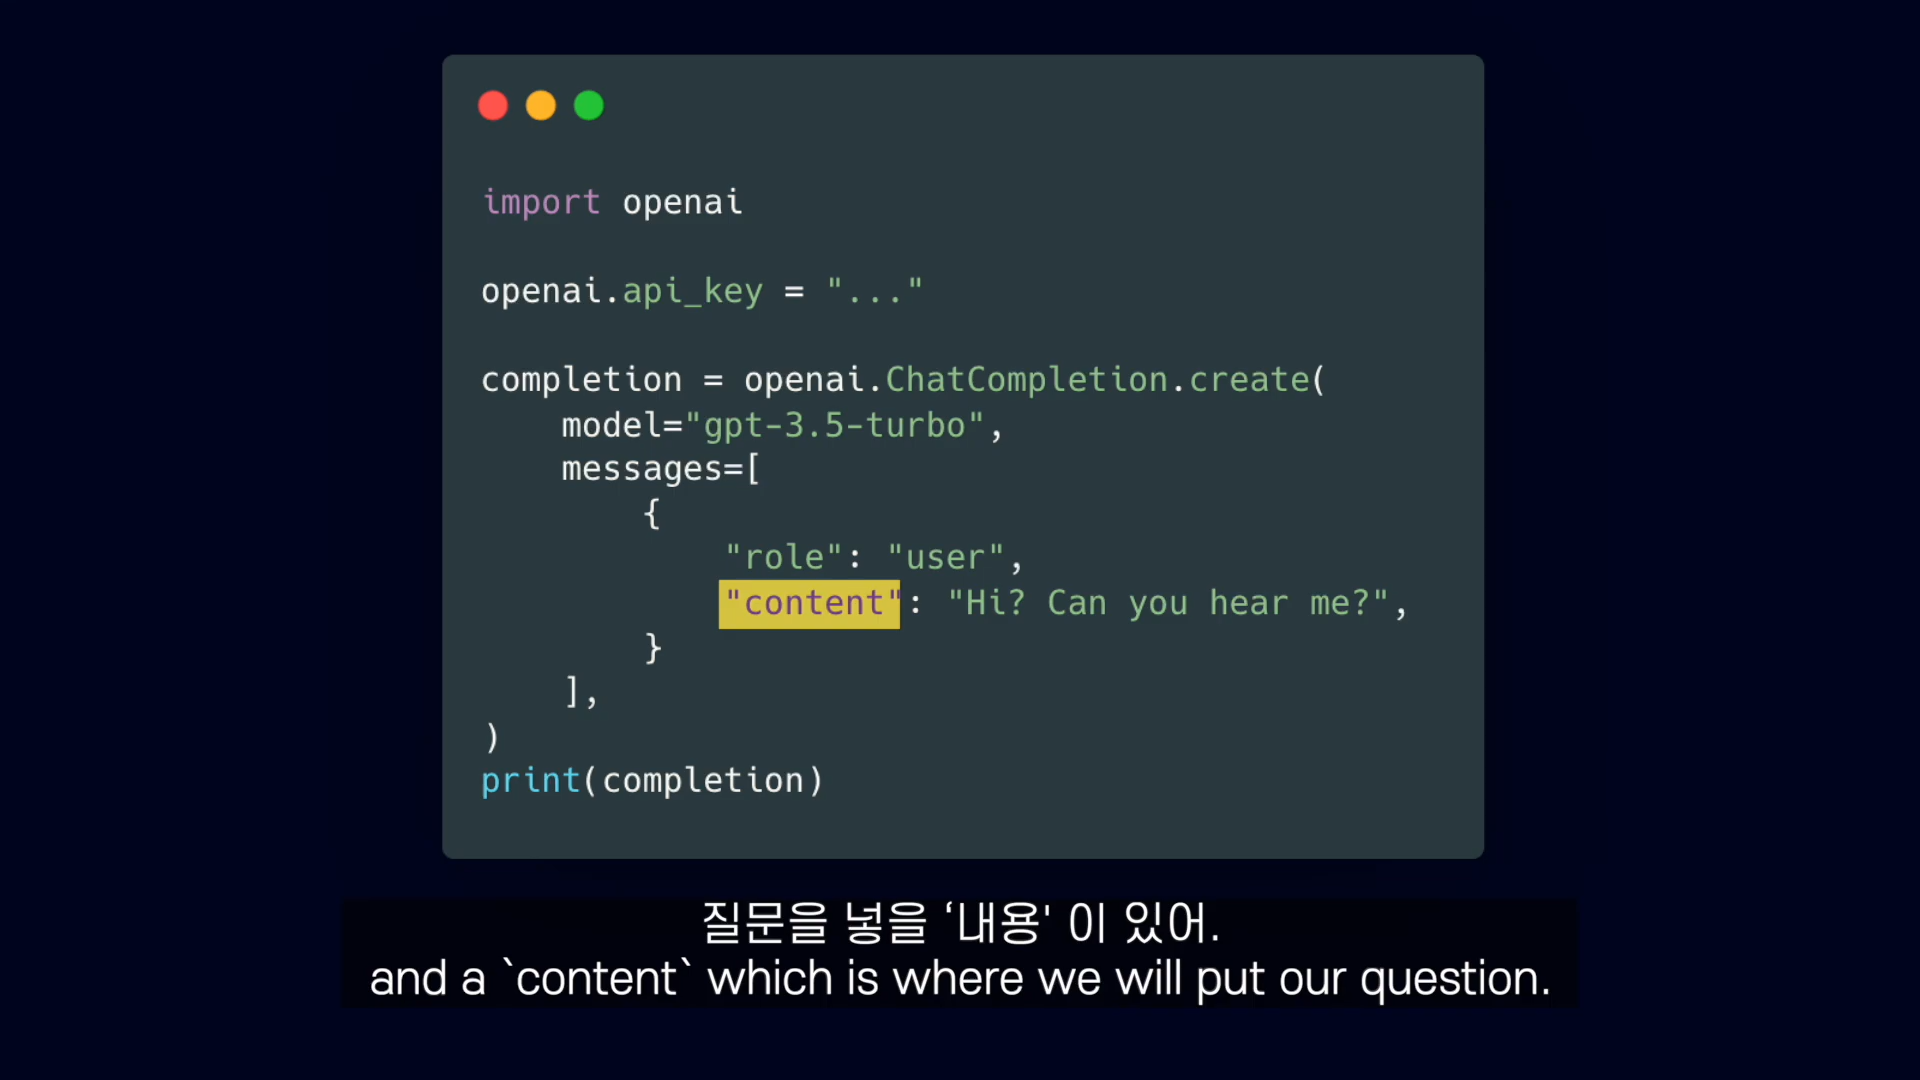 import openai
openai.api_key = "..."
completion = openai.ChatCompletion.create(
model="gpt-3.5-turbo",
messages=[
{
"role": "user",
"content": "Hi? Can you hear me?",
}
],
)
print(completion)
질문을 넣을 ‘내용' 이 있어.
and a `content` which is where we will put our question.